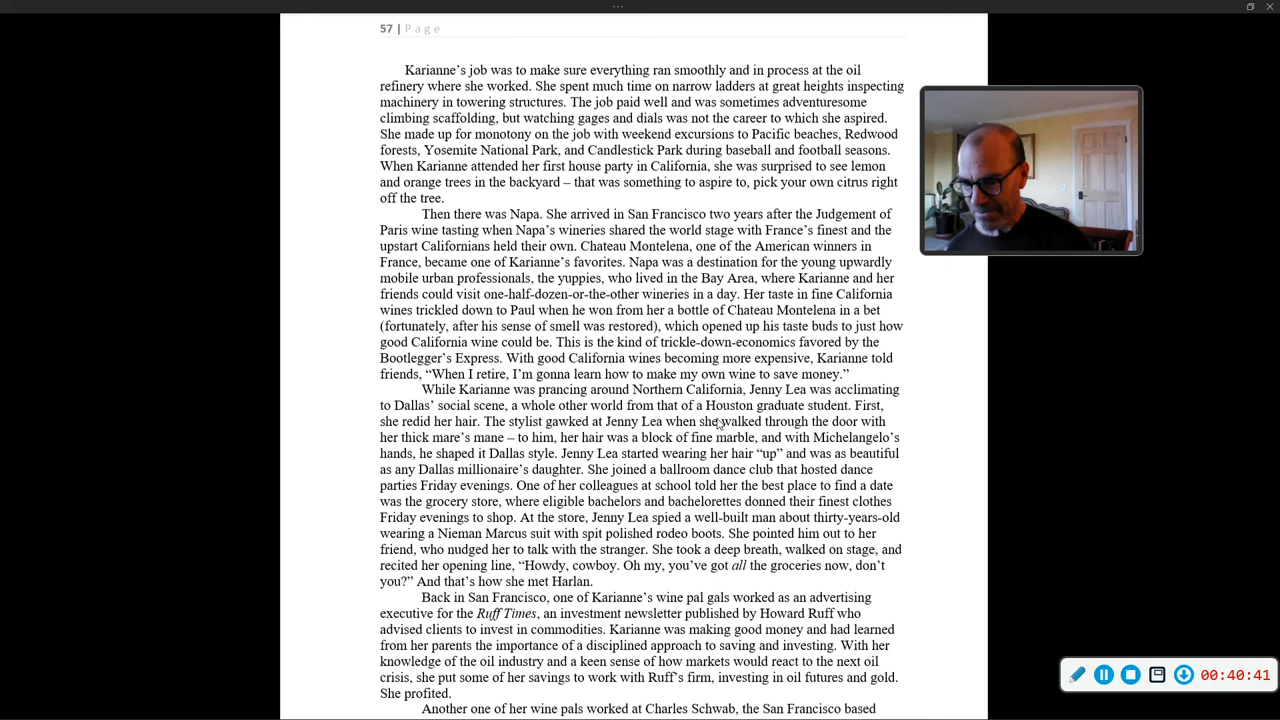 57 | Page
Karianne’s job was to make sure everything ran smoothly and in process at the oil
refinery where she worked. She spent much time on narrow ladders at great heights inspecting
machinery in towering structures. The job paid well and was sometimes adventuresome
climbing scaffolding, but watching gages and dials was not the career to which she aspired.
She made up for monotony on the job with weekend excursions to Pacific beaches, Redwood
forests, Yosemite National Park, and Candlestick Park during baseball and football seasons.
When Karianne attended her first house party in California, she was surprised to see lemon
and orange trees in the backyard – that was something to aspire to, pick your own citrus right
off the tree.
Then there was Napa. She arrived in San Francisco two years after the Judgement of
Paris wine tasting when Napa’s wineries shared the world stage with France’s finest and the
upstart Californians held their own. Chateau Montelena, one of the American winners in
France, became one of Karianne’s favorites. Napa was a destination for the young upwardly
mobile urban professionals, the yuppies, who lived in the Bay Area, where Karianne and her
friends could visit one-half-dozen-or-the-other wineries in a day. Her taste in fine California
wines trickled down to Paul when he won from her a bottle of Chateau Montelena in a bet
(fortunately, after his sense of smell was restored), which opened up his taste buds to just how
good California wine could be. This is the kind of trickle-down-economics favored by the
Bootlegger’s Express. With good California wines becoming more expensive, Karianne told
friends, “When I retire, I’m gonna learn how to make my own wine to save money.”
While Karianne was prancing around Northern California, Jenny Lea was acclimating
to Dallas’ social scene, a whole other world from that of a Houston graduate student. First,
she redid her hair. The stylist gawked at Jenny Lea when she walked through the door with
her thick mare’s mane – to him, her hair was a block of fine marble, and with Michelangelo’s
hands, he shaped it Dallas style. Jenny Lea started wearing her hair “up” and was as beautiful
as any Dallas millionaire’s daughter. She joined a ballroom dance club that hosted dance
parties Friday evenings. One of her colleagues at school told her the best place to find a date
was the grocery store, where eligible bachelors and bachelorettes donned their finest clothes
Friday evenings to shop. At the store, Jenny Lea spied a well-built man about thirty-years-old
wearing a Nieman Marcus suit with spit polished rodeo boots. She pointed him out to her
friend, who nudged her to talk with the stranger. She took a deep breath, walked on stage, and
recited her opening line, “Howdy, cowboy. Oh my, you’ve got all the groceries now, don’t
you?” And that’s how she met Harlan.
Back in San Francisco, one of Karianne’s wine pal gals worked as an advertising
executive for the Ruff Times, an investment newsletter published by Howard Ruff who
advised clients to invest in commodities. Karianne was making good money and had learned
from her parents the importance of a disciplined approach to saving and investing. With her
knowledge of the oil industry and a keen sense of how markets would react to the next oil
crisis, she put some of her savings to work with Ruff’s firm, investing in oil futures and gold.
She profited.
Another one of her wine pals worked at Charles Schwab, the San Francisco based
00:40:41